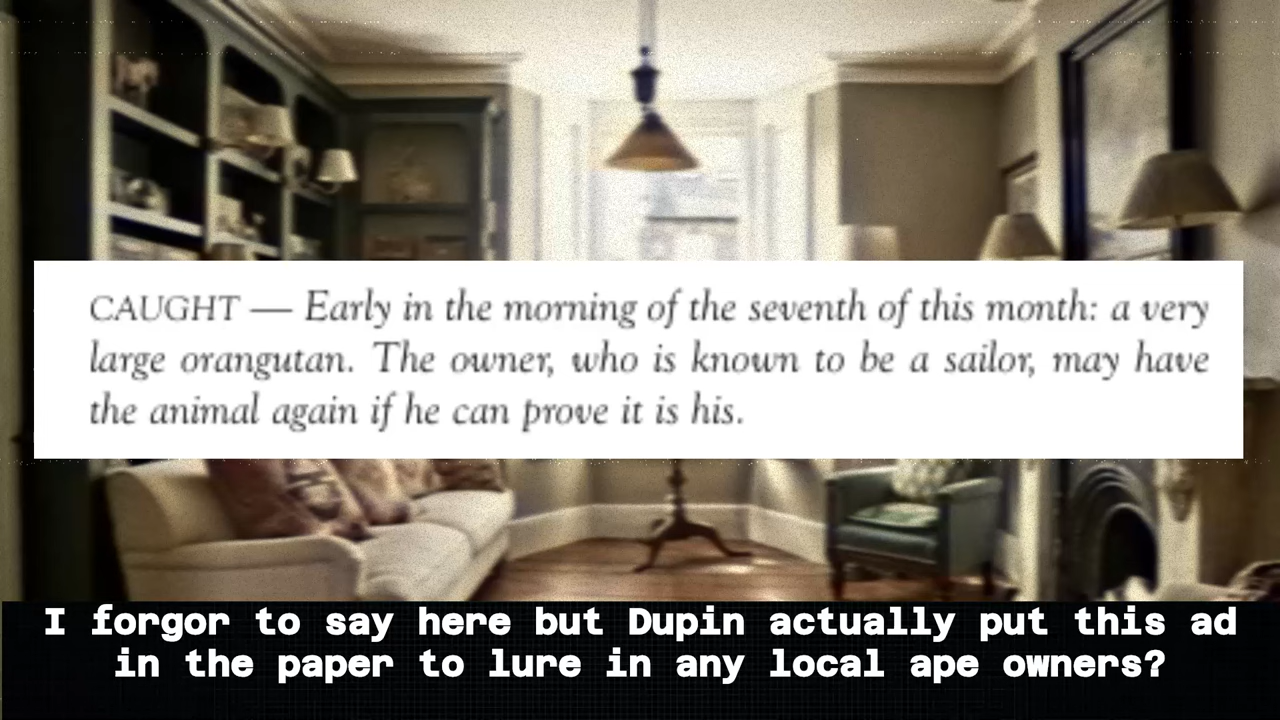 CAUGHT — Early in the morning of the seventh of this month: a very
large orangutan. The owner, who is known to be a sailor, may have
the animal again if he can prove it is his.
I forgor to say here but Dupin actually put this ad
in the paper to lure in any local ape owners?